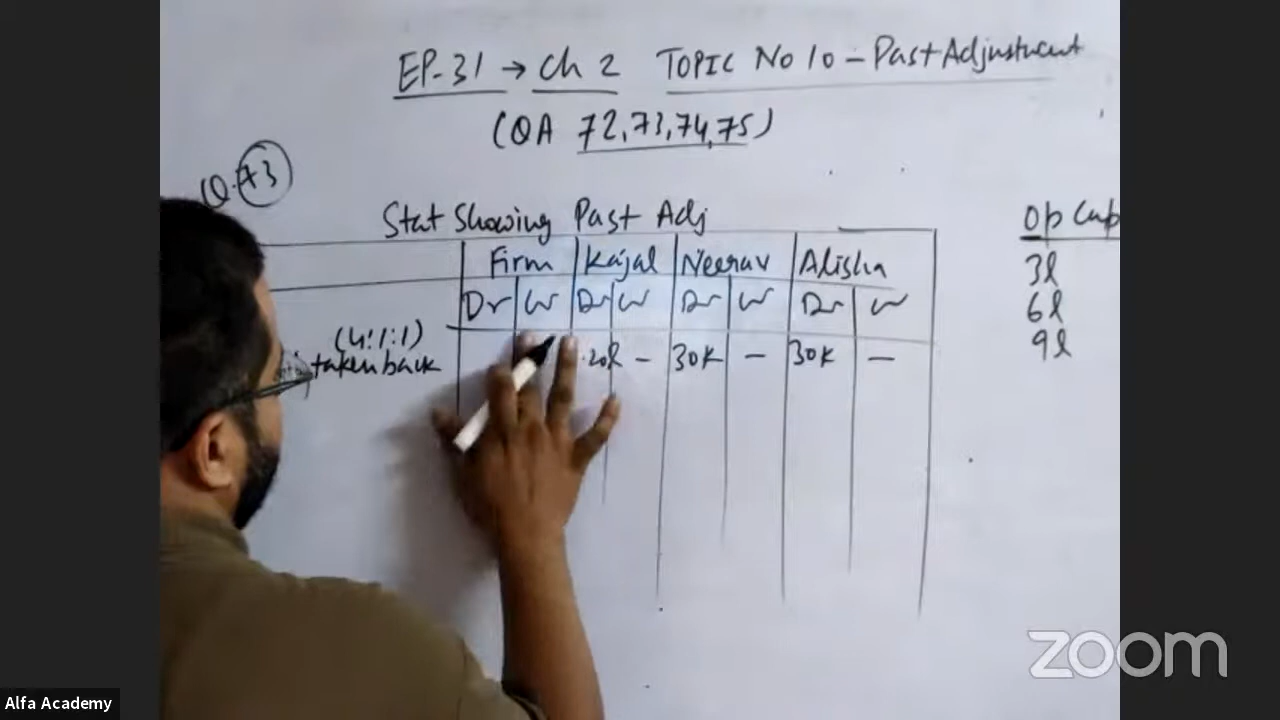 EP-31 → Ch 2 TOPIC No 10 - Past Adjustment
(QA 72,73,74,75)
Q.73
Stat Showing Past Adj
Op Cap
Firm Kajal Neerav Alisha
3l
Dr Cr Dr Cr Dr Cr Dr Cr
6l
(4:1:1)
9l
taken back 1.20l - 30K - 30K -
zoom
Alfa Academy